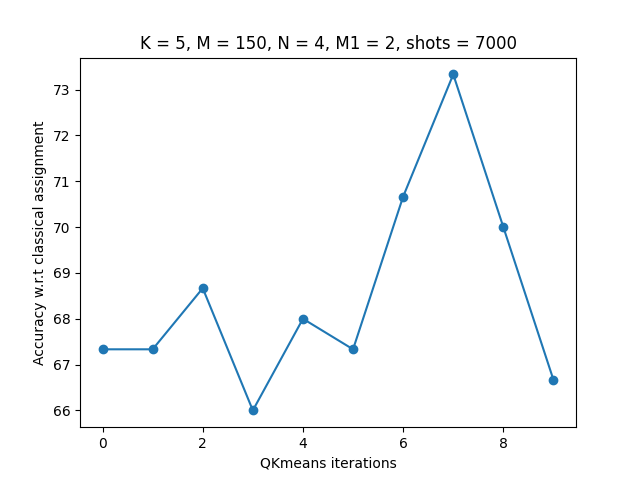 K = 5, M = 150, N = 4, M1 = 2, shots = 7000
Accuracy w.r.t classical assignment
73
72
71
70
69
68
67
66
0 2 4 6 8
QKmeans iterations